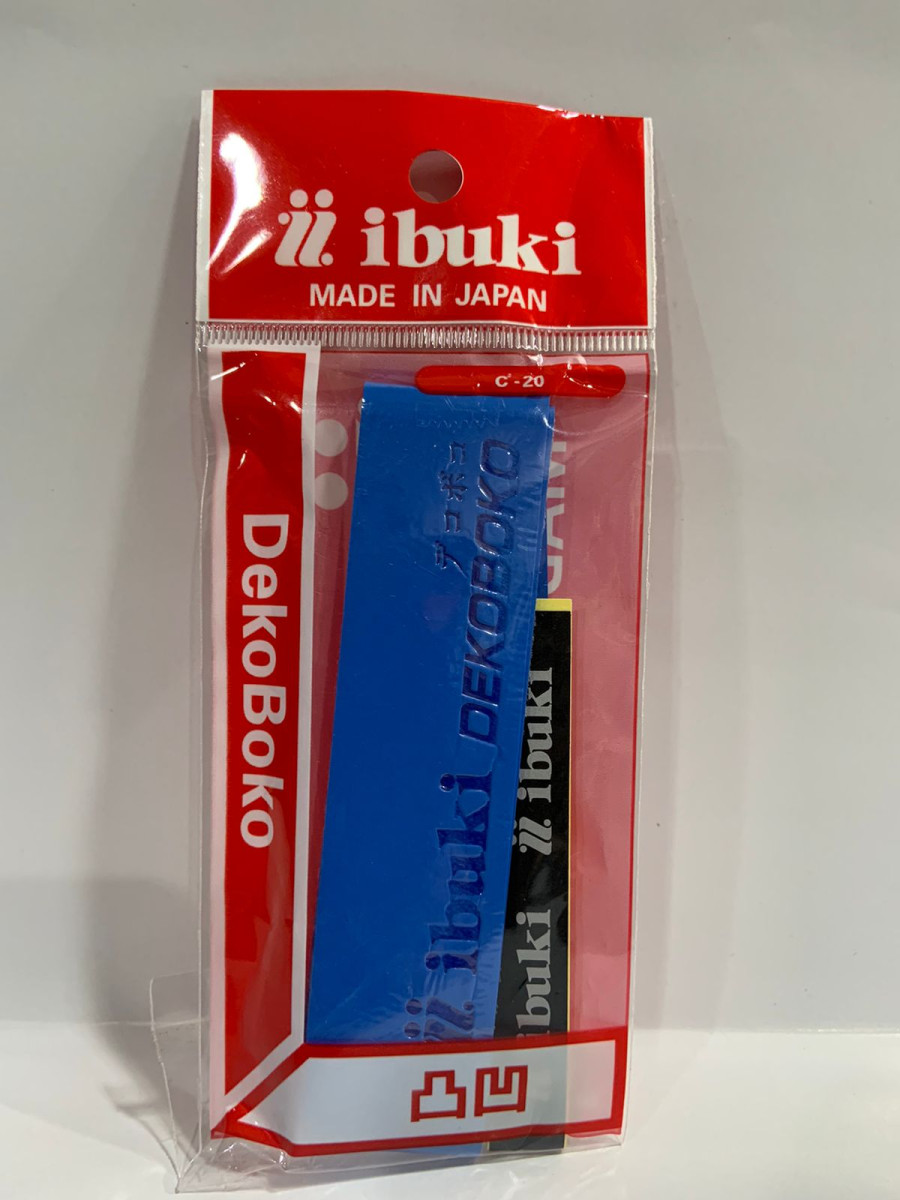 ibuki
MADE IN JAPAN
C-20
DekoBoko
デコボコ
ibuki DEKOBOKO
ibuki
ibuki
凸凹